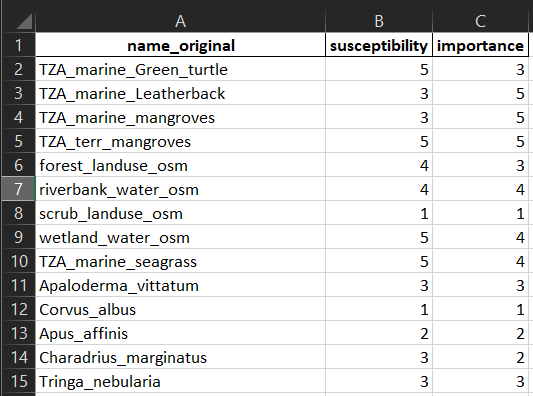 A B C
1 name_original susceptibility importance
2 TZA_marine_Green_turtle 5 3
3 TZA_marine_Leatherback 3 5
4 TZA_marine_mangroves 3 5
5 TZA_terr_mangroves 5 5
6 forest_landuse_osm 4 3
7 riverbank_water_osm 4 4
8 scrub_landuse_osm 1 1
9 wetland_water_osm 5 4
10 TZA_marine_seagrass 5 4
11 Apaloderma_vittatum 3 3
12 Corvus_albus 1 1
13 Apus_affinis 2 2
14 Charadrius_marginatus 3 2
15 Tringa_nebularia 3 3